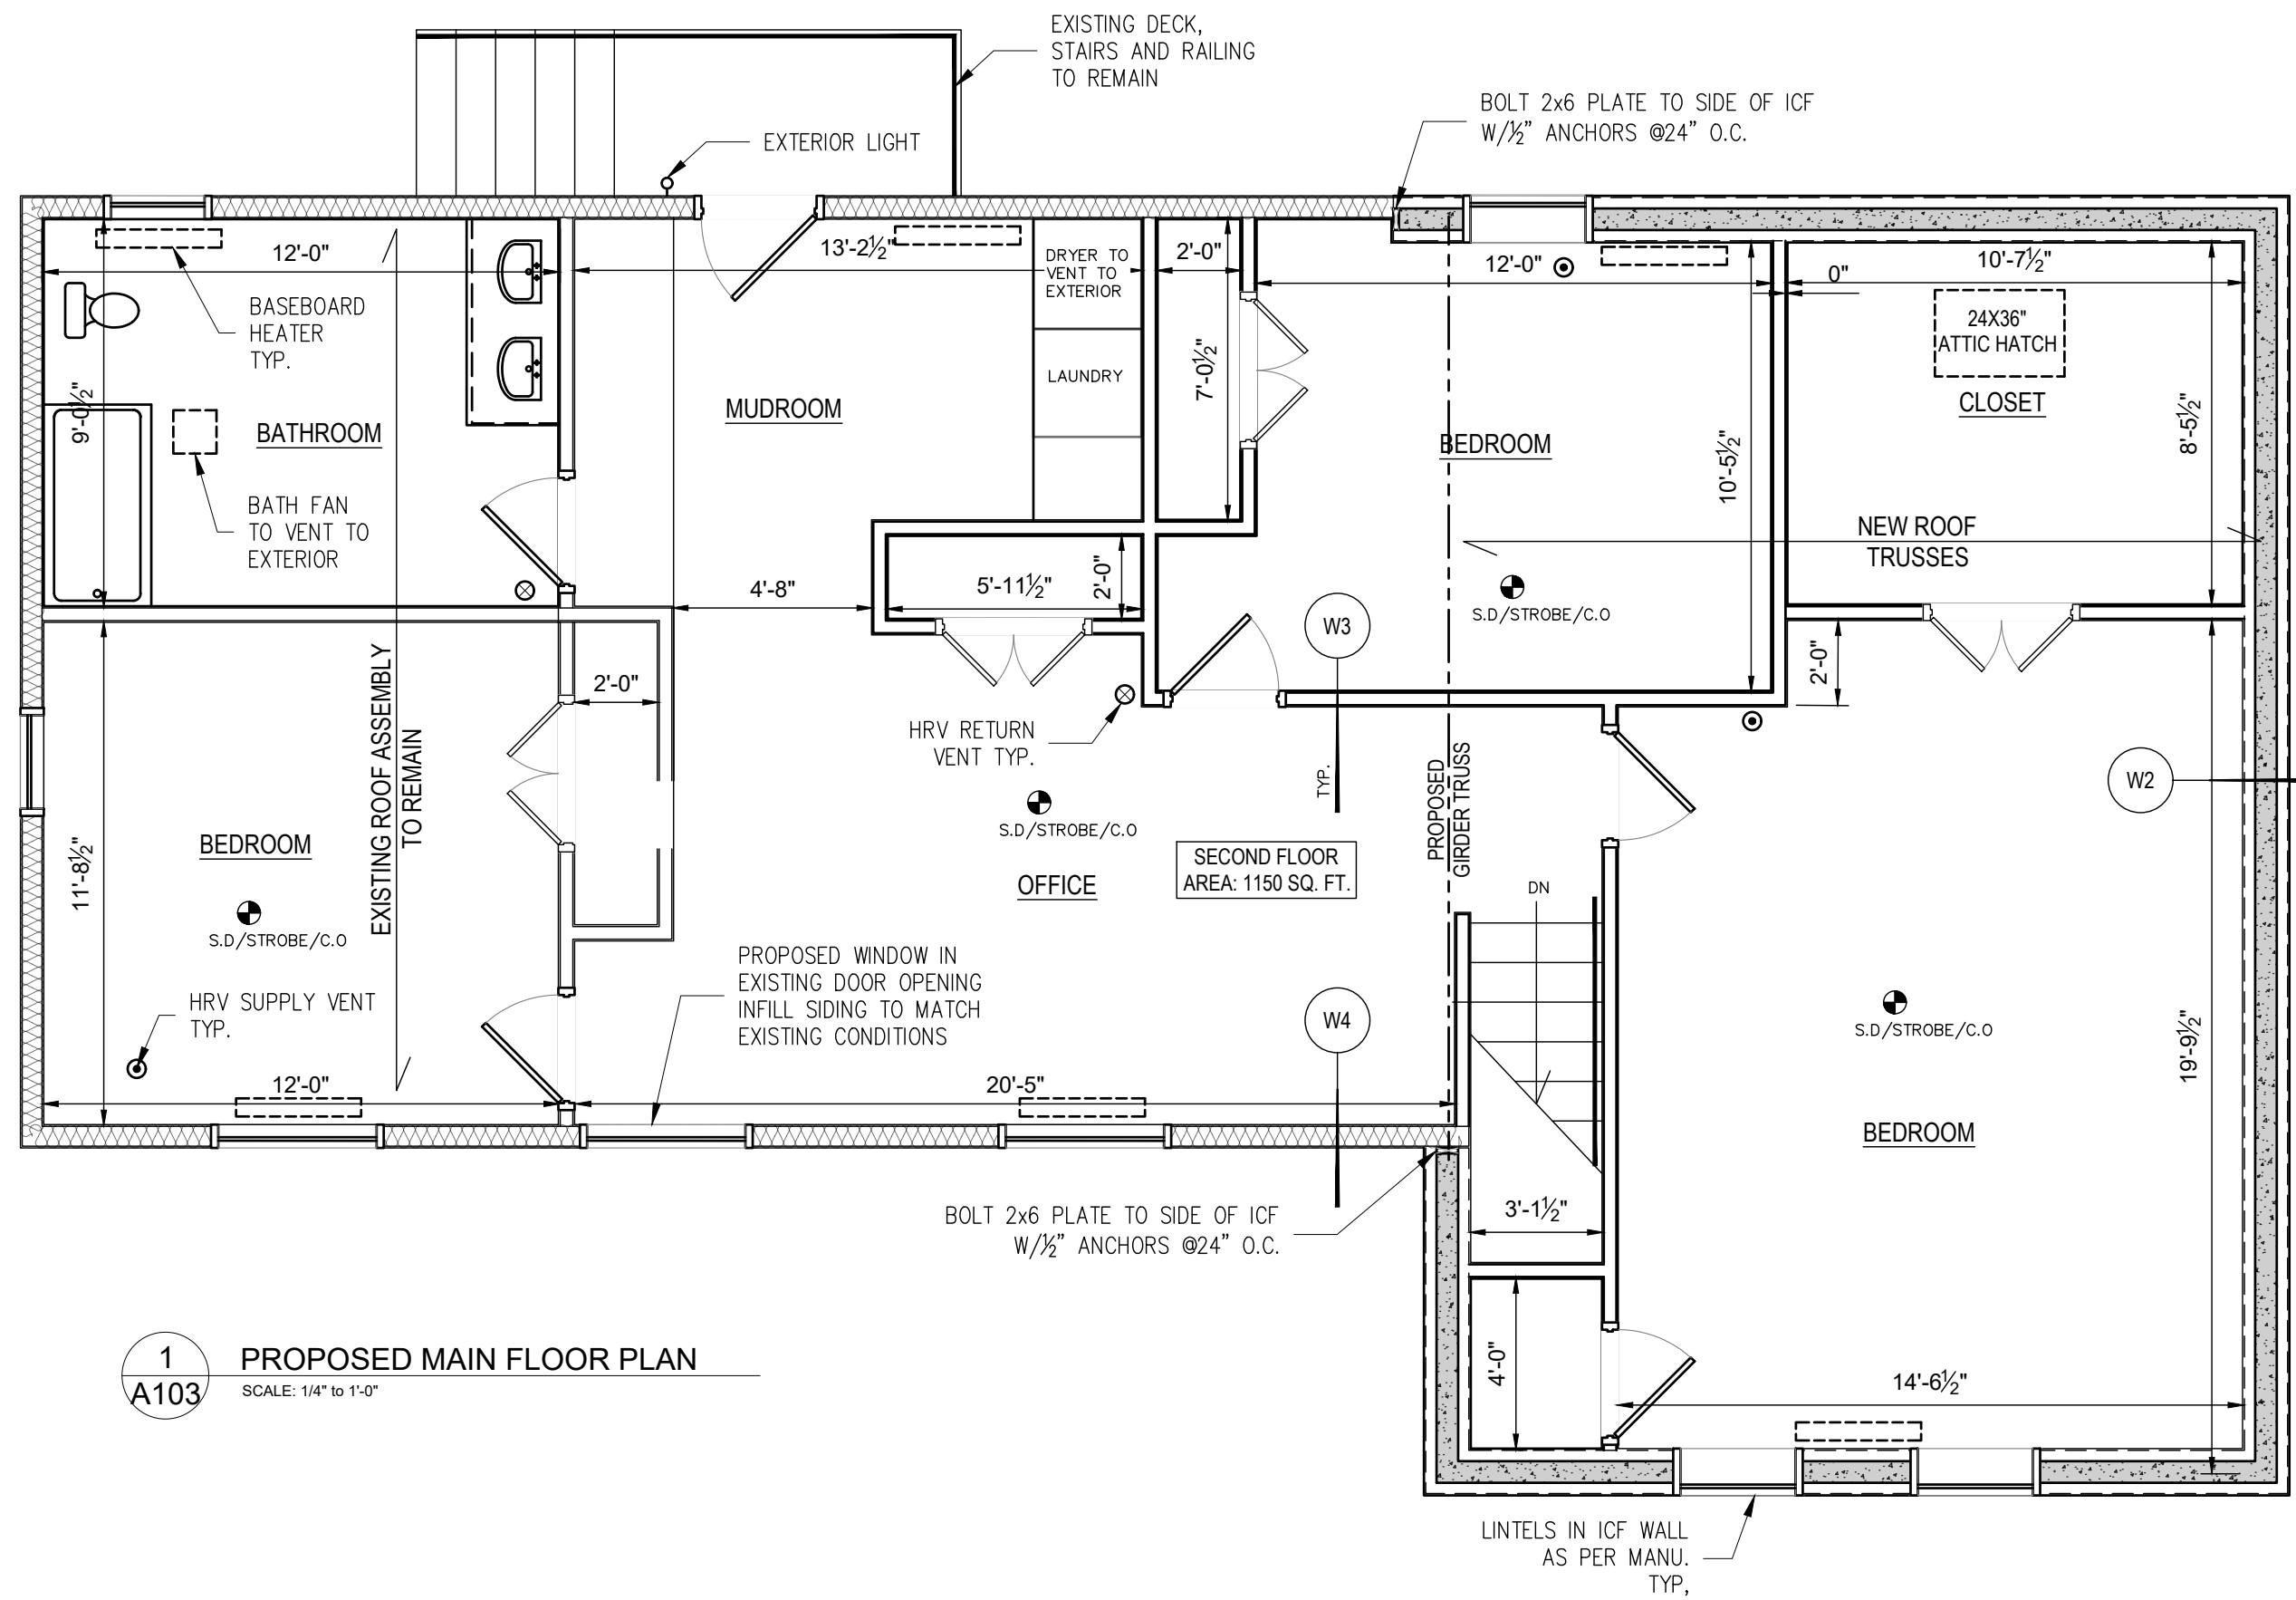 EXISTING DECK,
STAIRS AND RAILING
TO REMAIN
BOLT 2x6 PLATE TO SIDE OF ICF
W/½" ANCHORS @24" O.C.
EXTERIOR LIGHT
12'-0"
13'-2½"
DRYER TO
VENT TO
EXTERIOR
2'-0"
12'-0"
0"
10'-7½"
BASEBOARD
HEATER
TYP.
24X36"
ATTIC HATCH
CLOSET
9'-0½"
LAUNDRY
7'-0½"
MUDROOM
BATHROOM
BEDROOM
10'-5½"
8'-5½"
BATH FAN
TO VENT TO
EXTERIOR
NEW ROOF
TRUSSES
4'-8"
5'-11½"
2'-0"
S.D/STROBE/C.O
W3
TYP.
2'-0"
2'-0"
EXISTING ROOF ASSEMBLY
TO REMAIN
HRV RETURN
VENT TYP.
PROPOSED
GIRDER TRUSS
W2
S.D/STROBE/C.O
11'-8½"
BEDROOM
SECOND FLOOR
AREA: 1150 SQ. FT.
OFFICE
DN
S.D/STROBE/C.O
PROPOSED WINDOW IN
EXISTING DOOR OPENING
INFILL SIDING TO MATCH
EXISTING CONDITIONS
HRV SUPPLY VENT
TYP.
W4
S.D/STROBE/C.O
19'-9½"
12'-0"
20'-5"
BEDROOM
BOLT 2x6 PLATE TO SIDE OF ICF
W/½" ANCHORS @24" O.C.
3'-1½"
4'-0"
14'-6½"
1
A103
PROPOSED MAIN FLOOR PLAN
SCALE: 1/4" to 1'-0"
LINTELS IN ICF WALL
AS PER MANU.
TYP,